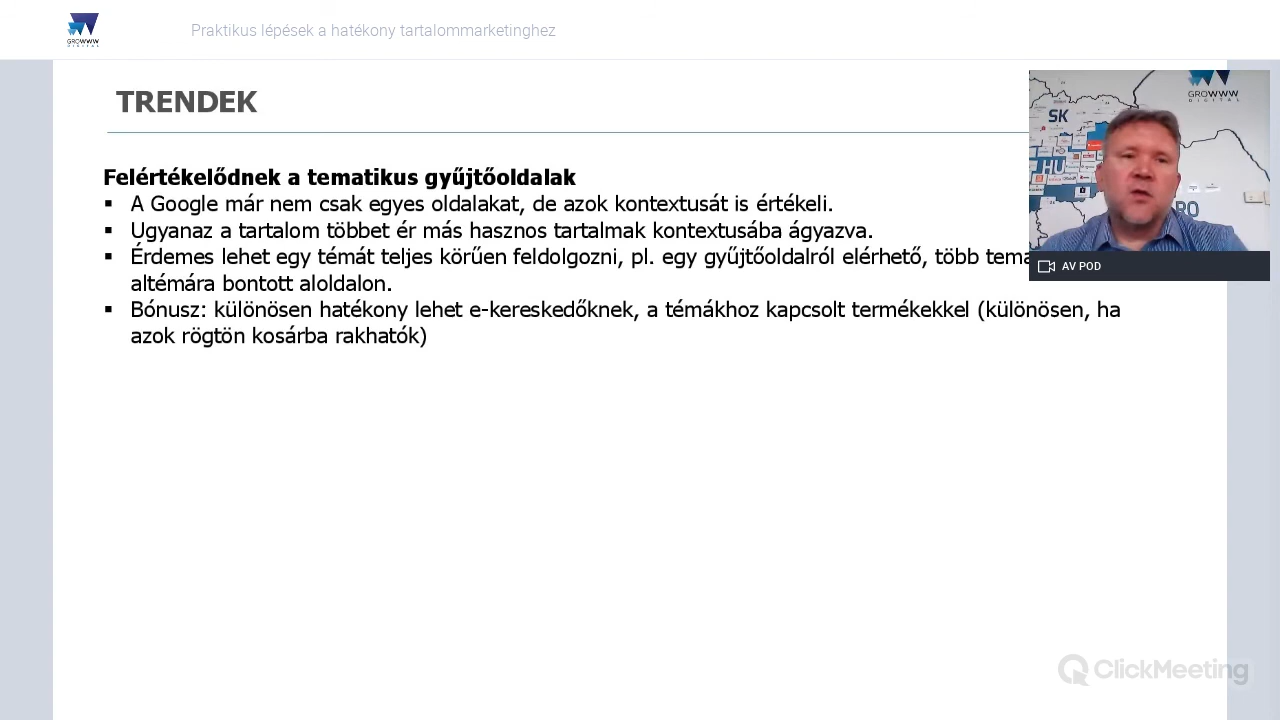 GROWWW
DIGITAL
Praktikus lépések a hatékony tartalommarketinghez
TRENDEK
Felértékelődnek a tematikus gyűjtőoldalak
▪ A Google már nem csak egyes oldalakat, de azok kontextusát is értékeli.
▪ Ugyanaz a tartalom többet ér más hasznos tartalmak kontextusába ágyazva.
▪ Érdemes lehet egy témát teljes körűen feldolgozni, pl. egy gyűjtőoldalról elérhető, több
altémára bontott aloldalon.
▪ Bónusz: különösen hatékony lehet e-kereskedőknek, a témákhoz kapcsolt termékekkel (különösen, ha
azok rögtön kosárba rakhatók)
GROWWW
DIGITAL
SK
HU
RO
AV POD
ClickMeeting